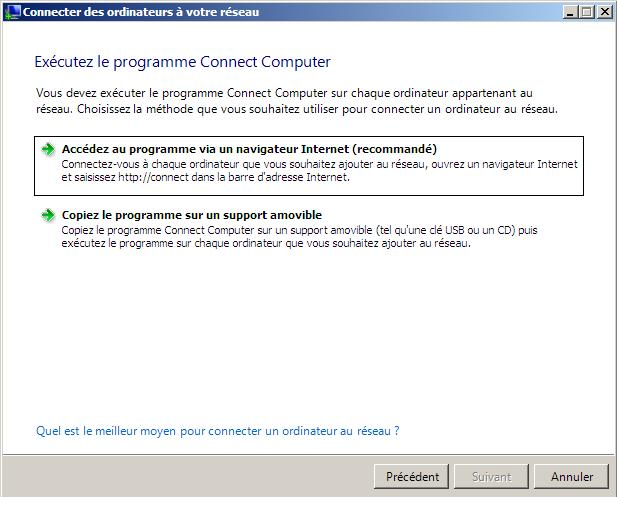 Connecter des ordinateurs à votre réseau
Exécutez le programme Connect Computer
Vous devez exécuter le programme Connect Computer sur chaque ordinateur appartenant au
réseau. Choisissez la méthode que vous souhaitez utiliser pour connecter un ordinateur au réseau.
Accédez au programme via un navigateur Internet (recommandé)
Connectez-vous à chaque ordinateur que vous souhaitez ajouter au réseau, ouvrez un navigateur Internet
et saisissez http://connect dans la barre d'adresse Internet.
Copiez le programme sur un support amovible
Copiez le programme Connect Computer sur un support amovible (tel qu'une clé USB ou un CD) puis
exécutez le programme sur chaque ordinateur que vous souhaitez ajouter au réseau.
Quel est le meilleur moyen pour connecter un ordinateur au réseau ?
Précédent Suivant Annuler